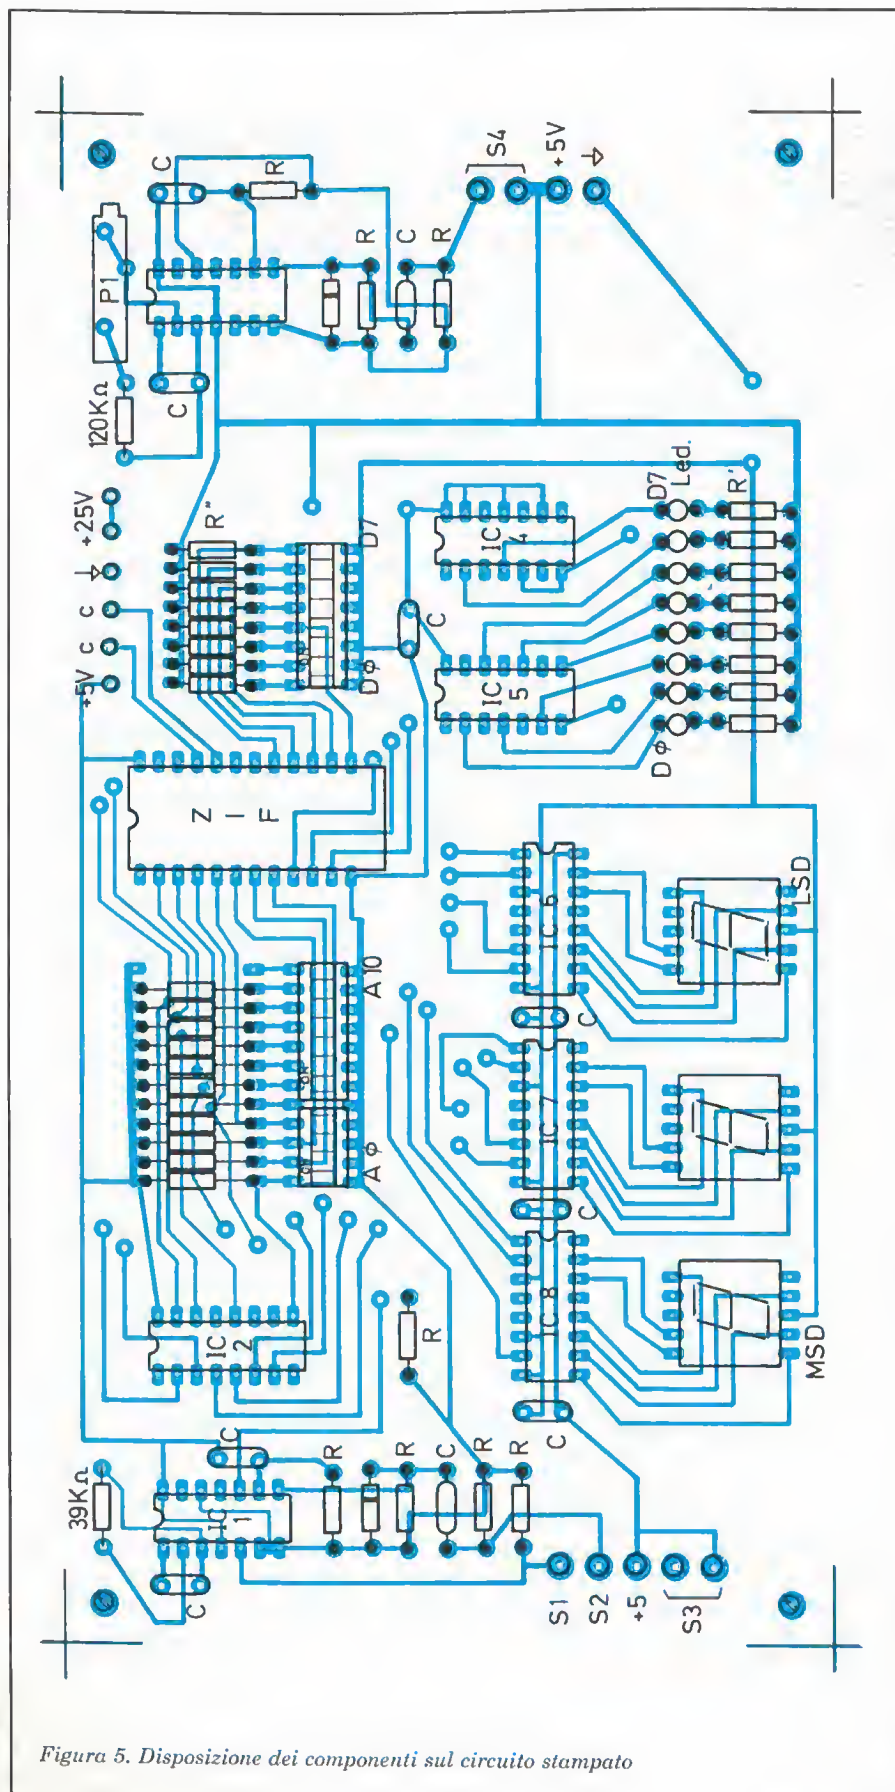 C
P1
R
S4
+5V
R
C
R
120KΩ
C
+25V
C
C
+5V
R"
D7
DΦ
IC 4
C
IC 5
D7
Led.
R'
DΦ
Z I F
IC 6
LSD
A10
AΦ
C
IC 7
C
IC 8
MSD
IC 2
R
C
39KΩ
IC 1
C
R
R
C
R
R
C
S1
S2
+5
S3
Figura 5. Disposizione dei componenti sul circuito stampato